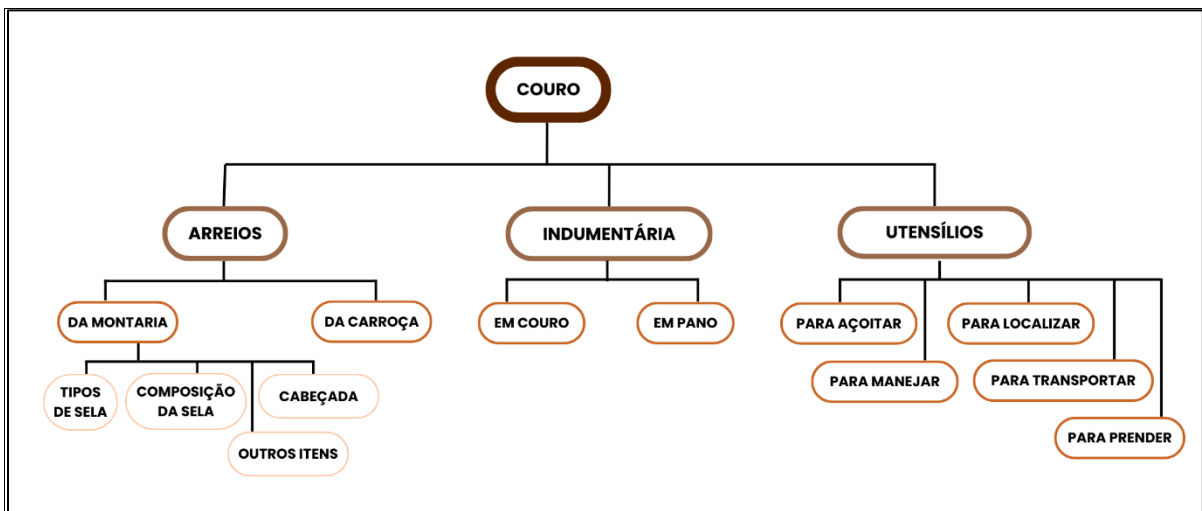 COURO
ARREIOS
INDUMENTÁRIA
UTENSÍLIOS
DA MONTARIA
DA CARROÇA
EM COURO
EM PANO
PARA AÇOITAR
PARA LOCALIZAR
PARA MANEJAR
PARA TRANSPORTAR
PARA PRENDER
TIPOS
DE SELA
COMPOSIÇÃO
DA SELA
CABEÇADA
OUTROS ITENS